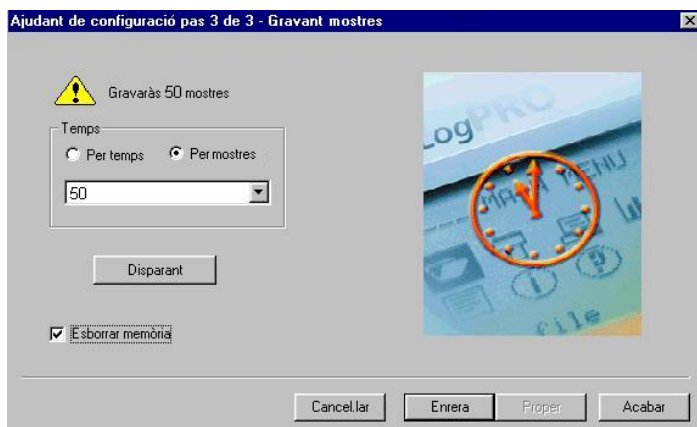 Ajudant de configuració pas 3 de 3 - Gravant mostres
Gravaràs 50 mostres
Temps
Per temps
Per mostres
50
Disparant
Esborrar memòria
LogPRO
MAIN MENU
file
Cancel.lar
Enrera
Proper
Acabar